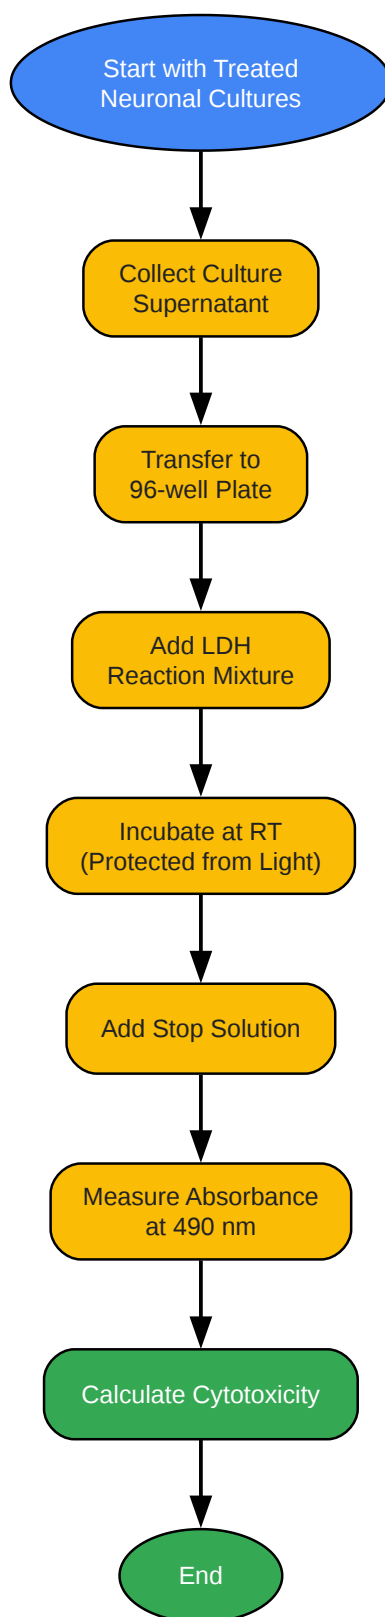 Start with Treated
Neuronal Cultures
Collect Culture
Supernatant
Transfer to
96-well Plate
Add LDH
Reaction Mixture
Incubate at RT
(Protected from Light)
Add Stop Solution
Measure Absorbance
at 490 nm
Calculate Cytotoxicity
End